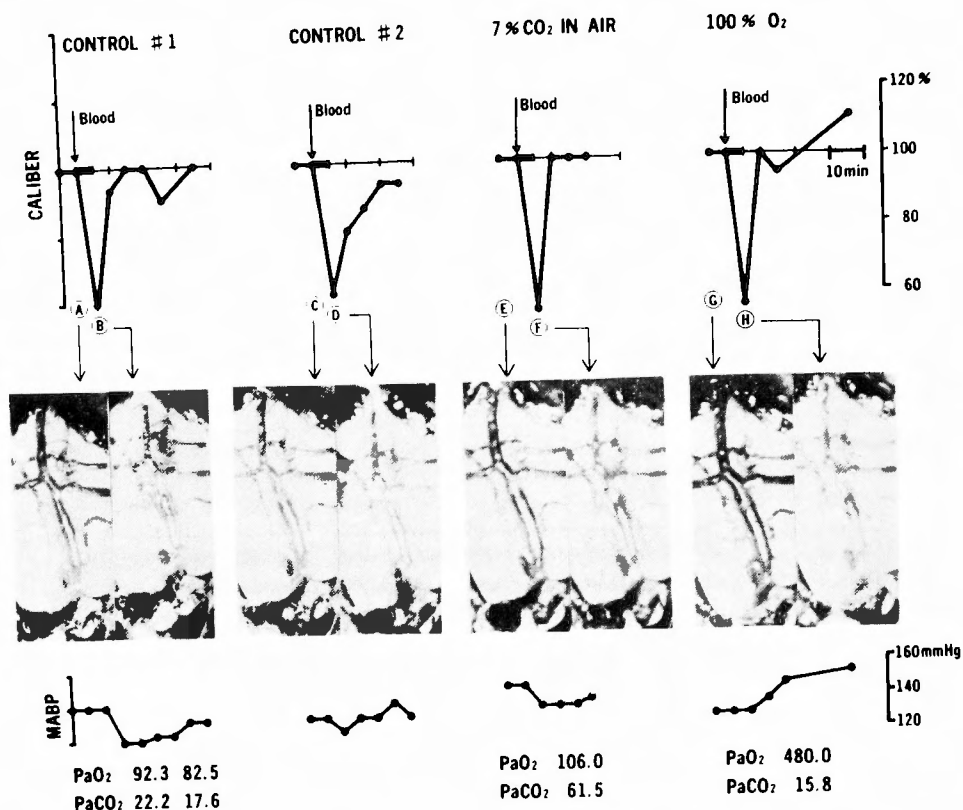 CONTROL #1
CONTROL #2
7% CO₂ IN AIR
100% O₂
Blood
Blood
Blood
Blood
CALIBER
120 %
100
80
60
10min
A
B
C
D
E
F
G
H
MABP
160mmHg
140
120
PaO₂ 92.3 82.5
PaCO₂ 22.2 17.6
PaO₂ 106.0
PaCO₂ 61.5
PaO₂ 480.0
PaCO₂ 15.8